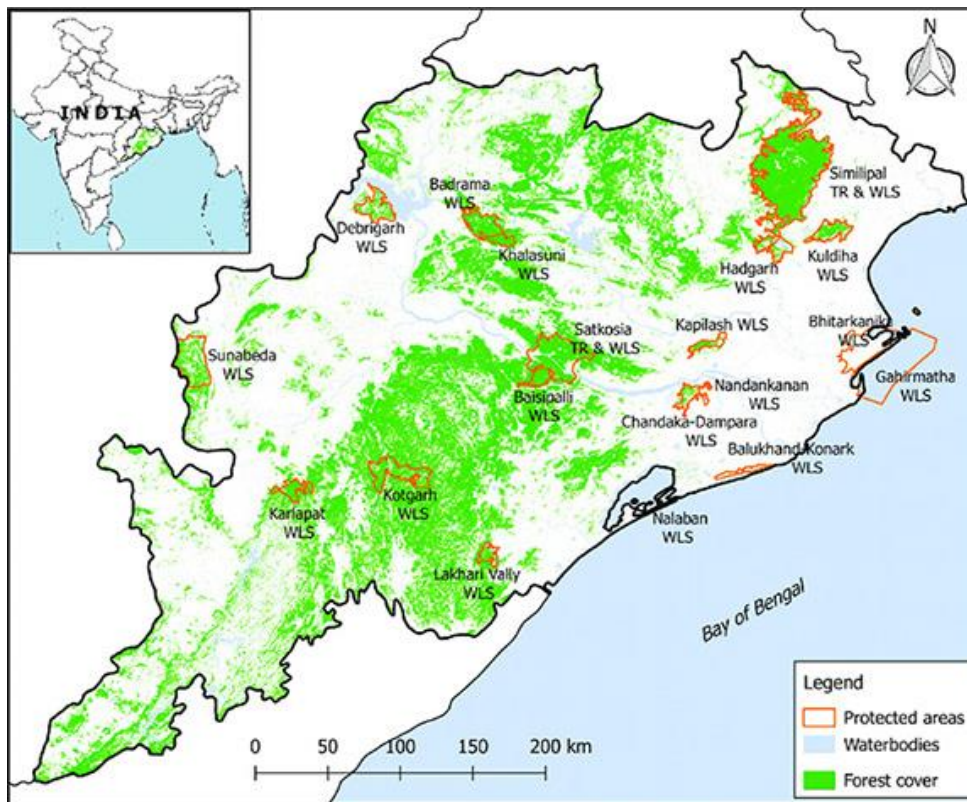 INDIA
N
Similipal
TR & WLS
Badrama
WLS
Debrigarh
WLS
Khalasuni
WLS
Hadgarh
WLS
Kuldiha
WLS
Satkosia
TR & WLS
Kapilash WLS
Bhitarkanika
WLS
Sunabeda
WLS
Gahirmatha
WLS
Baisipalli
WLS
Nandankanan
WLS
Chandaka-Dampara
WLS
Balukhand-Konark
WLS
Karlapat
WLS
Kotgarh
WLS
Nalaban
WLS
Lakhari Vally
WLS
Bay of Bengal
Legend
Protected areas
Waterbodies
Forest cover
0 50 100 200 km